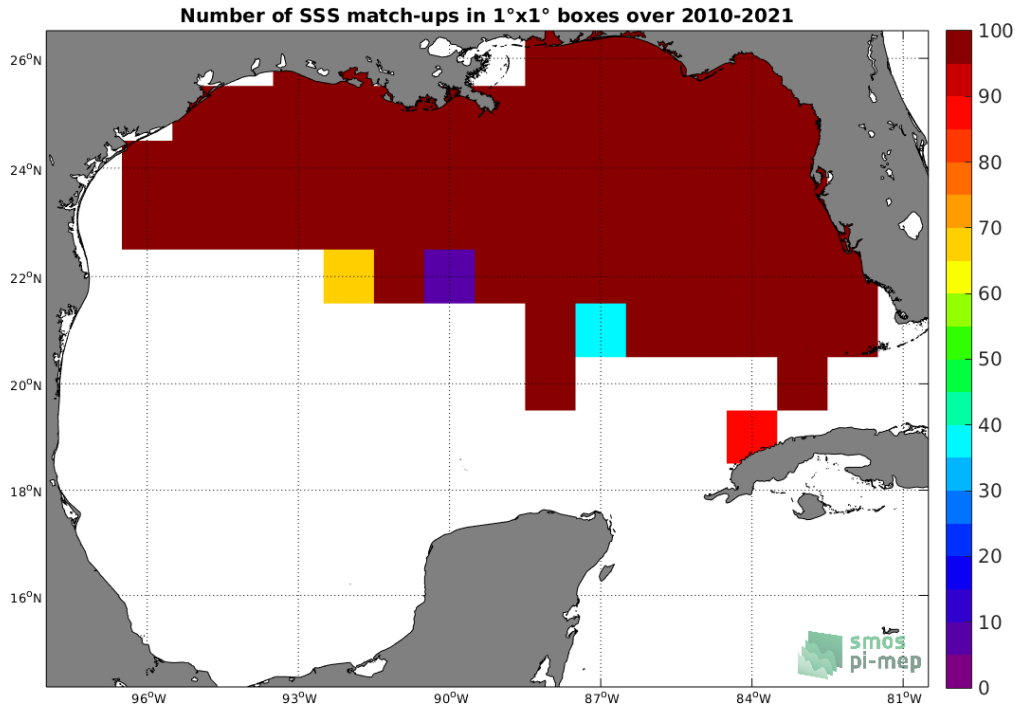 Number of SSS match-ups in 1°x1° boxes over 2010-2021
26°N
24°N
22°N
20°N
18°N
16°N
96°W
93°W
90°W
87°W
84°W
81°W
100
90
80
70
60
50
40
30
20
10
0
smos
pi-mep